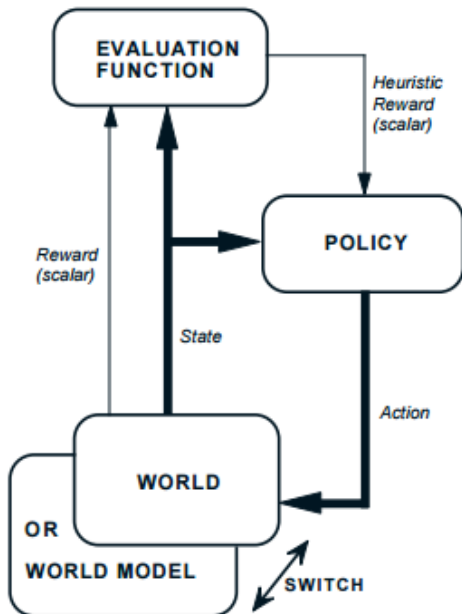 EVALUATION
FUNCTION
Heuristic
Reward
(scalar)
POLICY
Reward
(scalar)
State
Action
WORLD
OR
WORLD MODEL
SWITCH